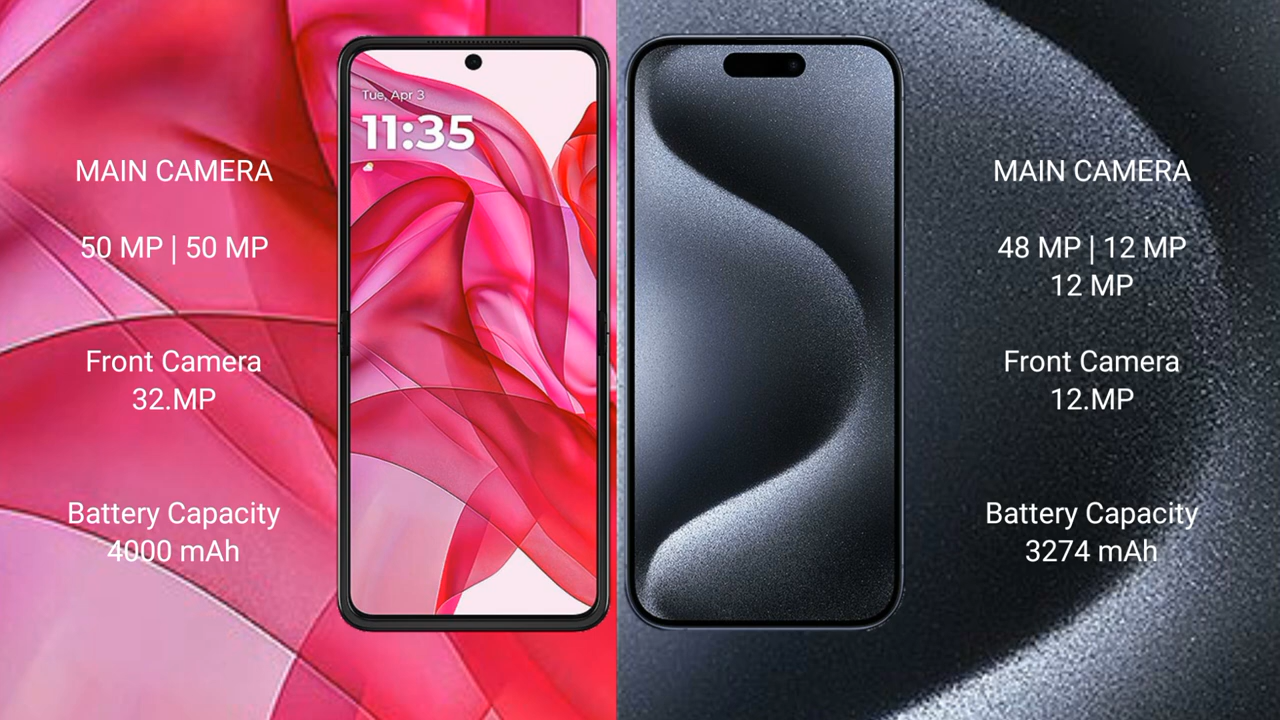 MAIN CAMERA
50 MP | 50 MP
Front Camera
32.MP
Battery Capacity
4000 mAh
Tue, Apr 3
11:35
MAIN CAMERA
48 MP | 12 MP
12 MP
Front Camera
12.MP
Battery Capacity
3274 mAh